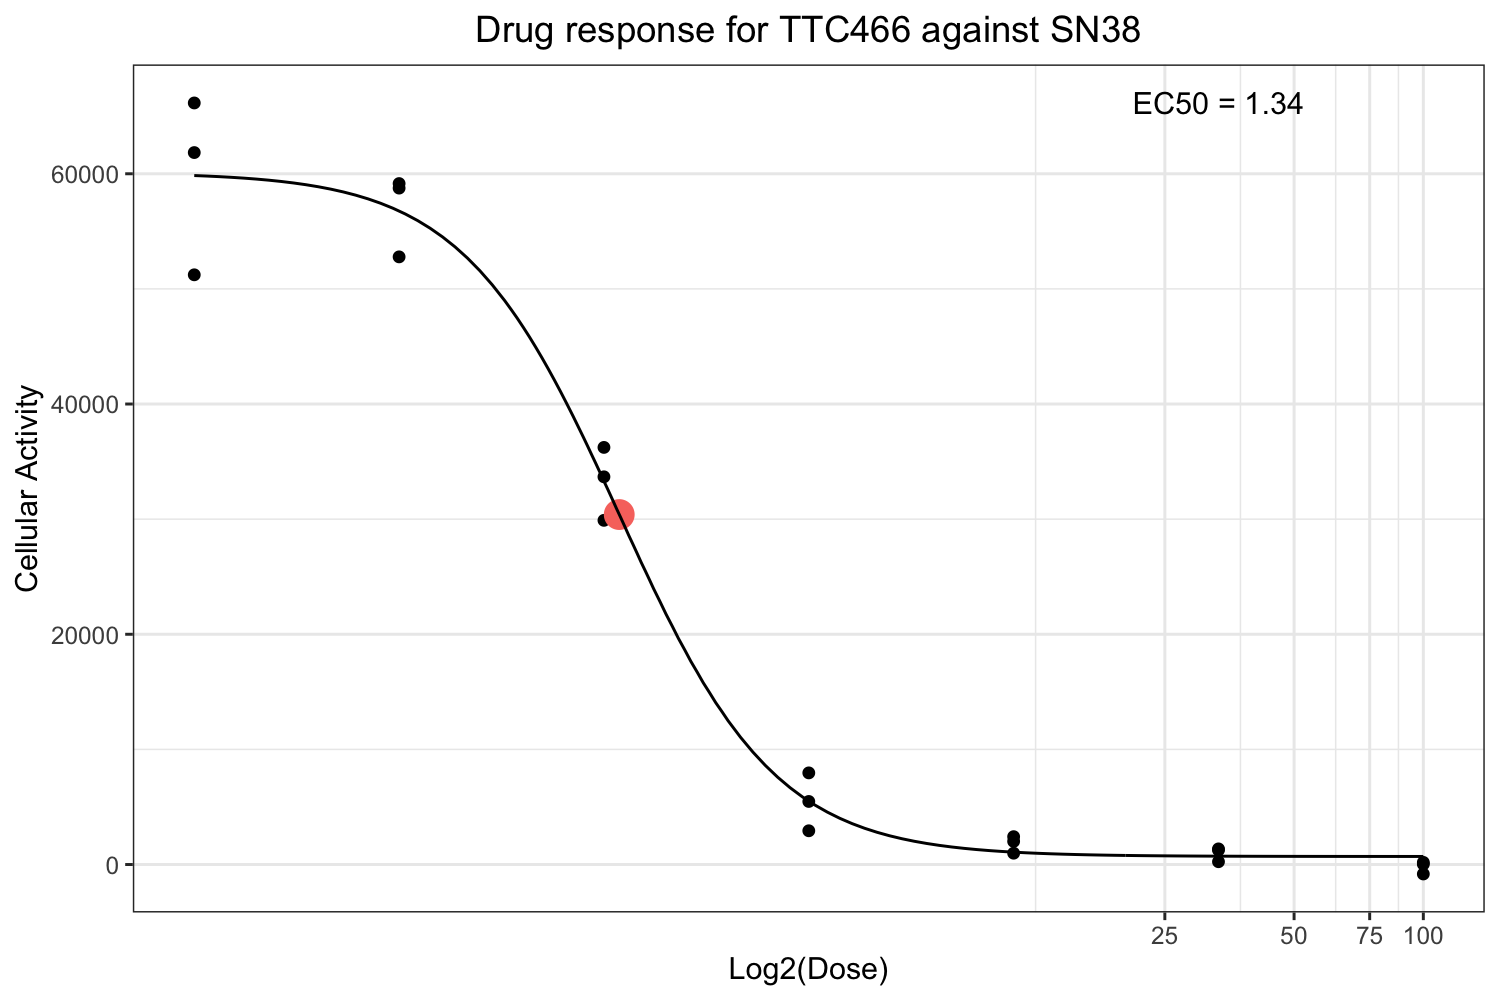 Drug response for TTC466 against SN38
EC50 = 1.34
Cellular Activity
60000
40000
20000
0
25 50 75 100
Log2(Dose)